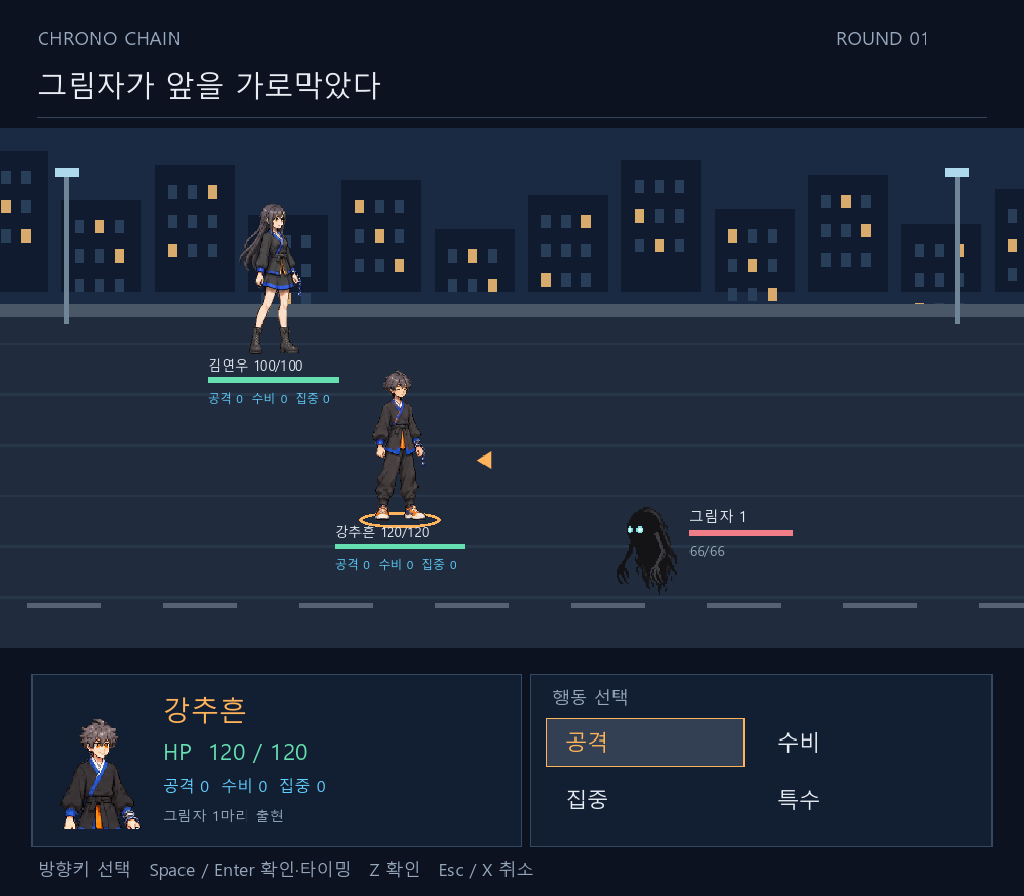 CHRONO CHAIN
ROUND 01
그림자가 앞을 가로막았다
김연우 100/100
공격 0 수비 0 집중 0
강추흔 120/120
공격 0 수비 0 집중 0
그림자 1
66/66
강추흔
HP 120 / 120
공격 0 수비 0 집중 0
그림자 1마리 출현
행동 선택
공격
수비
집중
특수
방향키 선택 Space / Enter 확인·타이밍 Z 확인 Esc / X 취소